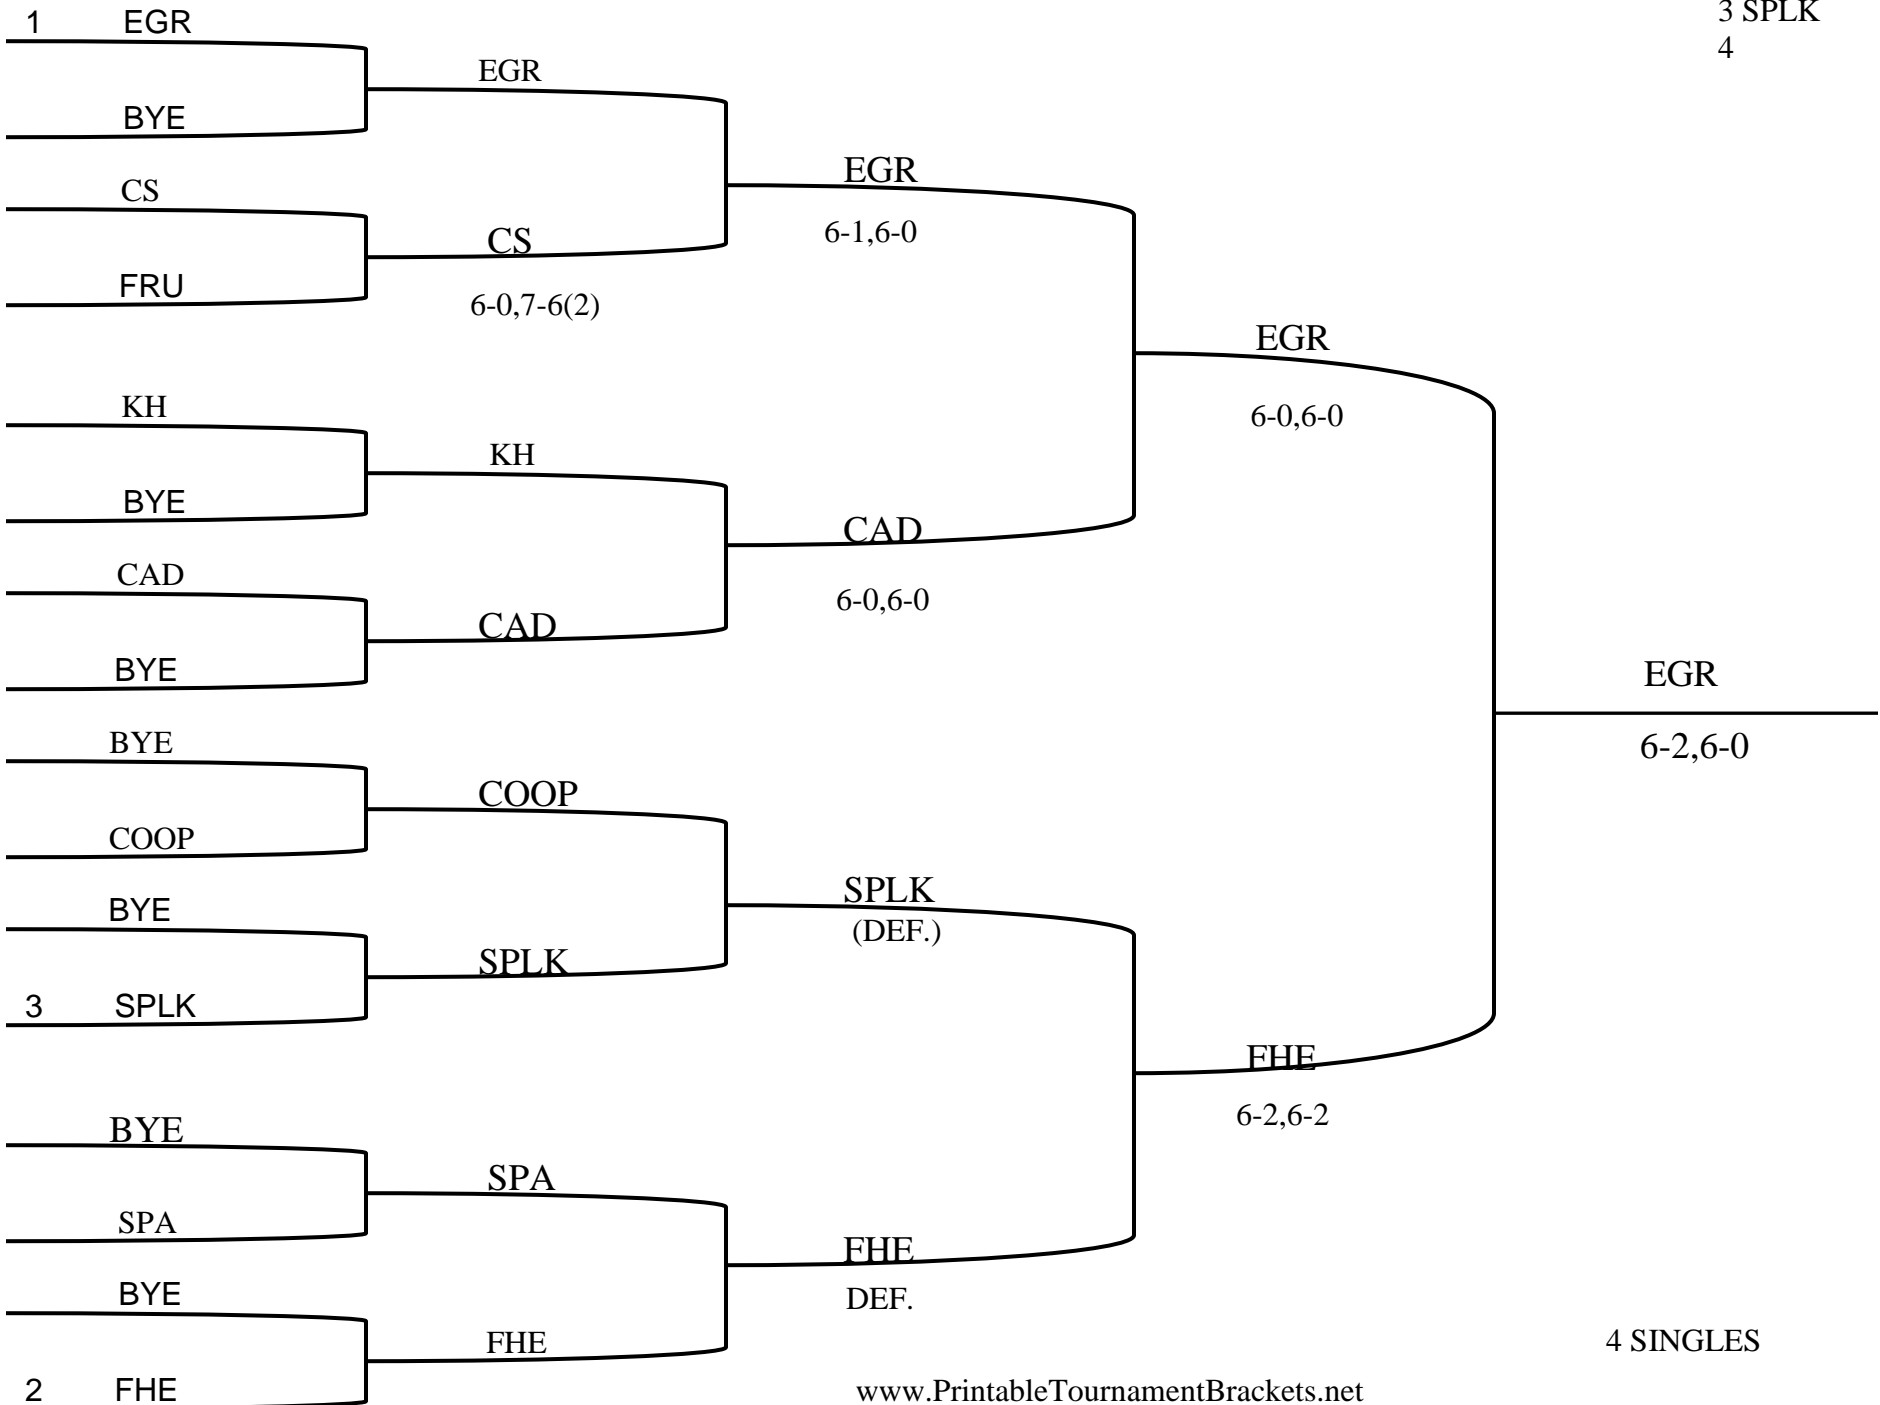 1 EGR
3 SPLK
4
EGR
BYE
EGR
CS
6-1,6-0
CS
FRU
6-0,7-6(2)
EGR
KH
6-0,6-0
KH
BYE
CAD
CAD
6-0,6-0
CAD
BYE
EGR
BYE
6-2,6-0
COOP
COOP
SPLK
BYE
(DEF.)
SPLK
3 SPLK
FHE
6-2,6-2
BYE
SPA
SPA
FHE
BYE
DEF.
FHE
4 SINGLES
2 FHE
www.PrintableTournamentBrackets.net